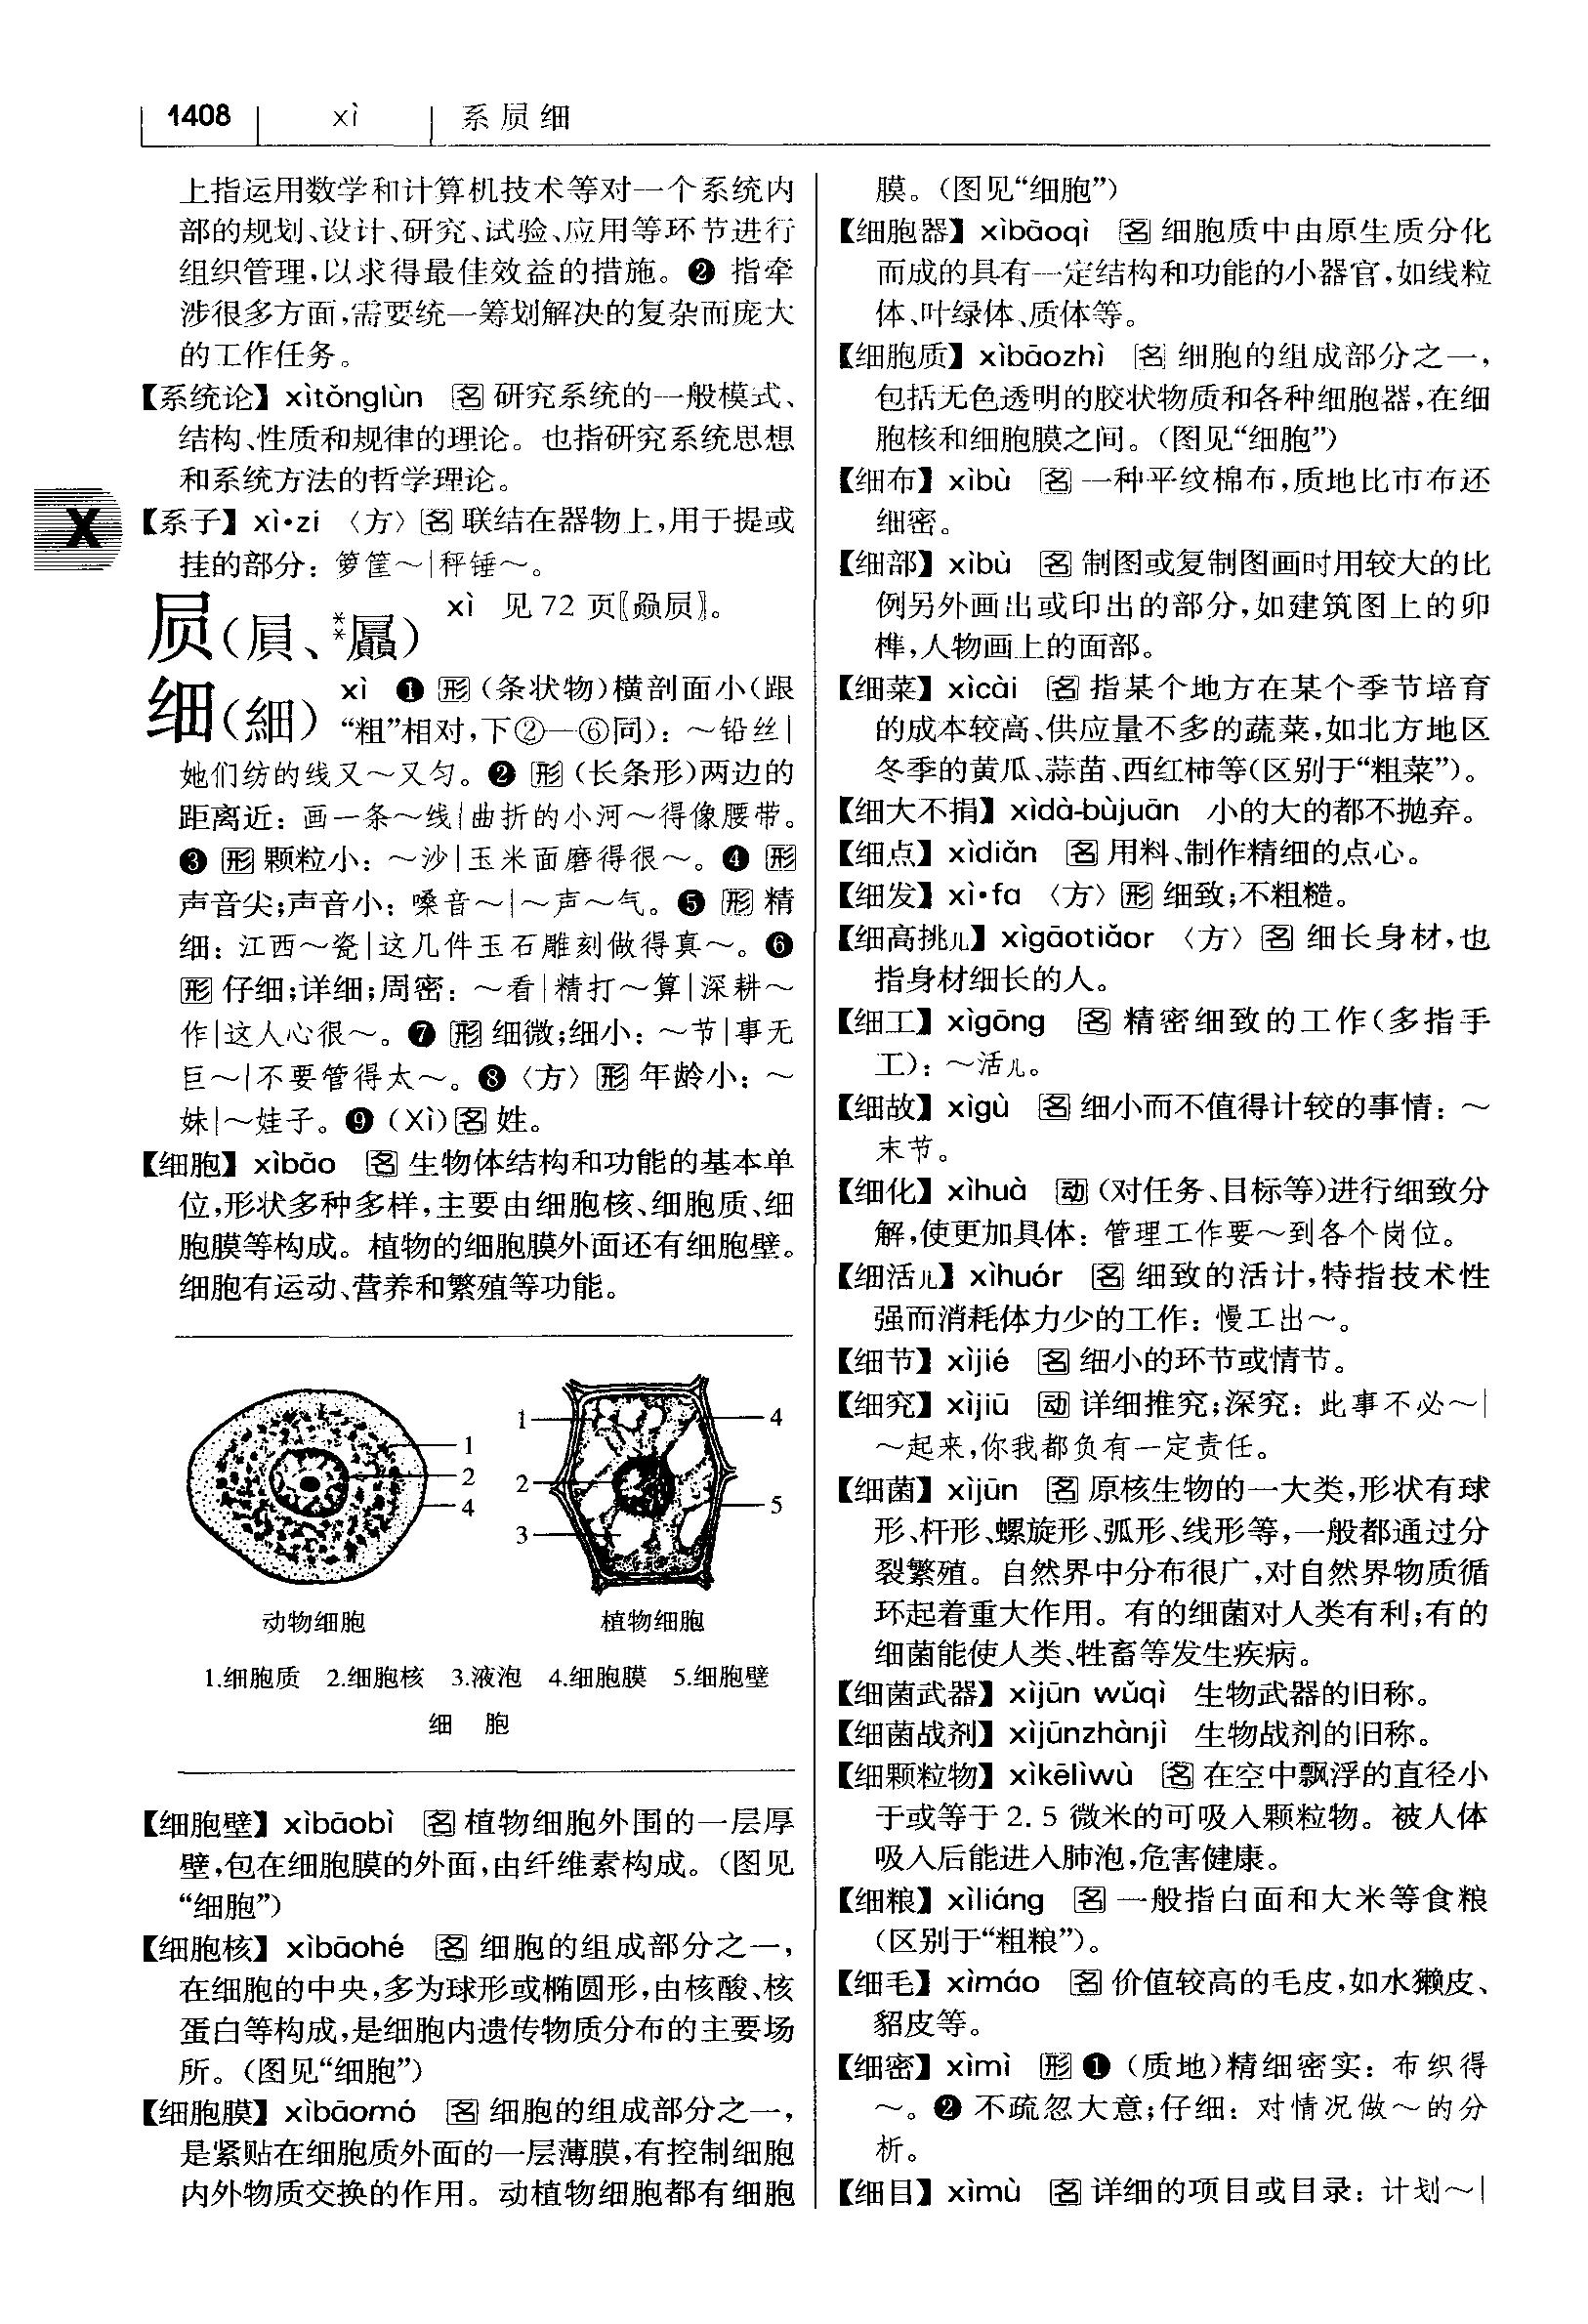 1408 xì 系屃细
上指运用数学和计算机技术等对一个系统内
部的规划、设计、研究、试验、应用等环节进行
组织管理,以求得最佳效益的措施。❷ 指牵
涉很多方面,需要统一筹划解决的复杂而庞大
的工作任务。
【系统论】xìtǒnglùn 名 研究系统的一般模式、
结构、性质和规律的理论。也指研究系统思想
和系统方法的哲学理论。
X
【系子】xì•zi 〈方〉名 联结在器物上,用于提或
挂的部分:箩筐～|秤锤～。
屃(屓、**屭) xì 见 72 页〖赑屃〗。
细(細) xì ❶ 形 (条状物)横剖面小(跟
“粗”相对,下②—⑥同):～铅丝|
她们纺的线又～又匀。❷ 形 (长条形)两边的
距离近:画一条～线|曲折的小河～得像腰带。
❸ 形 颗粒小:～沙|玉米面磨得很～。❹ 形
声音尖;声音小:嗓音～|～声～气。❺ 形 精
细:江西～瓷|这几件玉石雕刻做得真～。❻
形 仔细;详细;周密:～看|精打～算|深耕～
作|这人心很～。❼ 形 细微;细小:～节|事无
巨～|不要管得太～。❽〈方〉形 年龄小:～
妹|～娃子。❾ (Xì)名 姓。
【细胞】xìbāo 名 生物体结构和功能的基本单
位,形状多种多样,主要由细胞核、细胞质、细
胞膜等构成。植物的细胞膜外面还有细胞壁。
细胞有运动、营养和繁殖等功能。
1
2
4
1
2
3
4
5
动物细胞 植物细胞
1.细胞质 2.细胞核 3.液泡 4.细胞膜 5.细胞壁
细 胞
【细胞壁】xìbāobì 名 植物细胞外围的一层厚
壁,包在细胞膜的外面,由纤维素构成。(图见
“细胞”)
【细胞核】xìbāohé 名 细胞的组成部分之一,
在细胞的中央,多为球形或椭圆形,由核酸、核
蛋白等构成,是细胞内遗传物质分布的主要场
所。(图见“细胞”)
【细胞膜】xìbāomó 名 细胞的组成部分之一,
是紧贴在细胞质外面的一层薄膜,有控制细胞
内外物质交换的作用。动植物细胞都有细胞
膜。(图见“细胞”)
【细胞器】xìbāoqì 名 细胞质中由原生质分化
而成的具有一定结构和功能的小器官,如线粒
体、叶绿体、质体等。
【细胞质】xìbāozhì 名 细胞的组成部分之一,
包括无色透明的胶状物质和各种细胞器,在细
胞核和细胞膜之间。(图见“细胞”)
【细布】xìbù 名 一种平纹棉布,质地比市布还
细密。
【细部】xìbù 名 制图或复制图画时用较大的比
例另外画出或印出的部分,如建筑图上的卯
榫,人物画上的面部。
【细菜】xìcài 名 指某个地方在某个季节培育
的成本较高、供应量不多的蔬菜,如北方地区
冬季的黄瓜、蒜苗、西红柿等(区别于“粗菜”)。
【细大不捐】xìdà-bùjuān 小的大的都不抛弃。
【细点】xìdiǎn 名 用料、制作精细的点心。
【细发】xì•fa 〈方〉形 细致;不粗糙。
【细高挑儿】xìgāotiǎor 〈方〉名 细长身材,也
指身材细长的人。
【细工】xìgōng 名 精密细致的工作(多指手
工):～活儿。
【细故】xìgù 名 细小而不值得计较的事情:～
末节。
【细化】xìhuà 动 (对任务、目标等)进行细致分
解,使更加具体:管理工作要～到各个岗位。
【细活儿】xìhuór 名 细致的活计,特指技术性
强而消耗体力少的工作:慢工出～。
【细节】xìjié 名 细小的环节或情节。
【细究】xìjiū 动 详细推究;深究:此事不必～|
～起来,你我都负有一定责任。
【细菌】xìjūn 名 原核生物的一大类,形状有球
形、杆形、螺旋形、弧形、线形等,一般都通过分
裂繁殖。自然界中分布很广,对自然界物质循
环起着重大作用。有的细菌对人类有利;有的
细菌能使人类、牲畜等发生疾病。
【细菌武器】xìjūn wǔqì 生物武器的旧称。
【细菌战剂】xìjūnzhànjì 生物战剂的旧称。
【细颗粒物】xìkēlìwù 名 在空中飘浮的直径小
于或等于 2.5 微米的可吸入颗粒物。被人体
吸入后能进入肺泡,危害健康。
【细粮】xìliáng 名 一般指白面和大米等食粮
(区别于“粗粮”)。
【细毛】xìmáo 名 价值较高的毛皮,如水獭皮、
貂皮等。
【细密】xìmì 形 ❶ (质地)精细密实:布织得
～。❷ 不疏忽大意;仔细:对情况做～的分
析。
【细目】xìmù 名 详细的项目或目录:计划～|